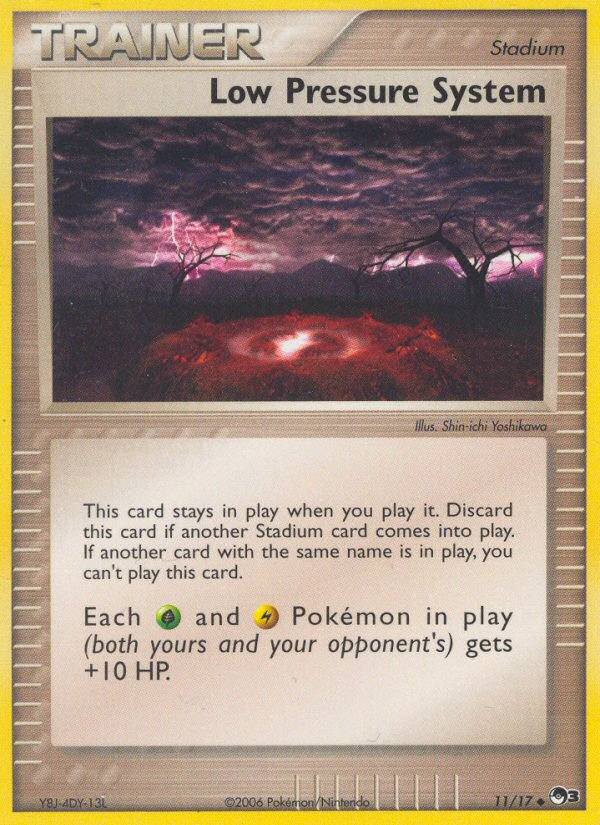 TRAINER
Stadium
Low Pressure System
Illus. Shin-ichi Yoshikawa
This card stays in play when you play it. Discard
this card if another Stadium card comes into play.
If another card with the same name is in play, you
can't play this card.
Each and Pokémon in play
(both yours and your opponent's) gets
+10 HP.
Y8J-4DY-13L
©2006 Pokémon/Nintendo
11/17
3